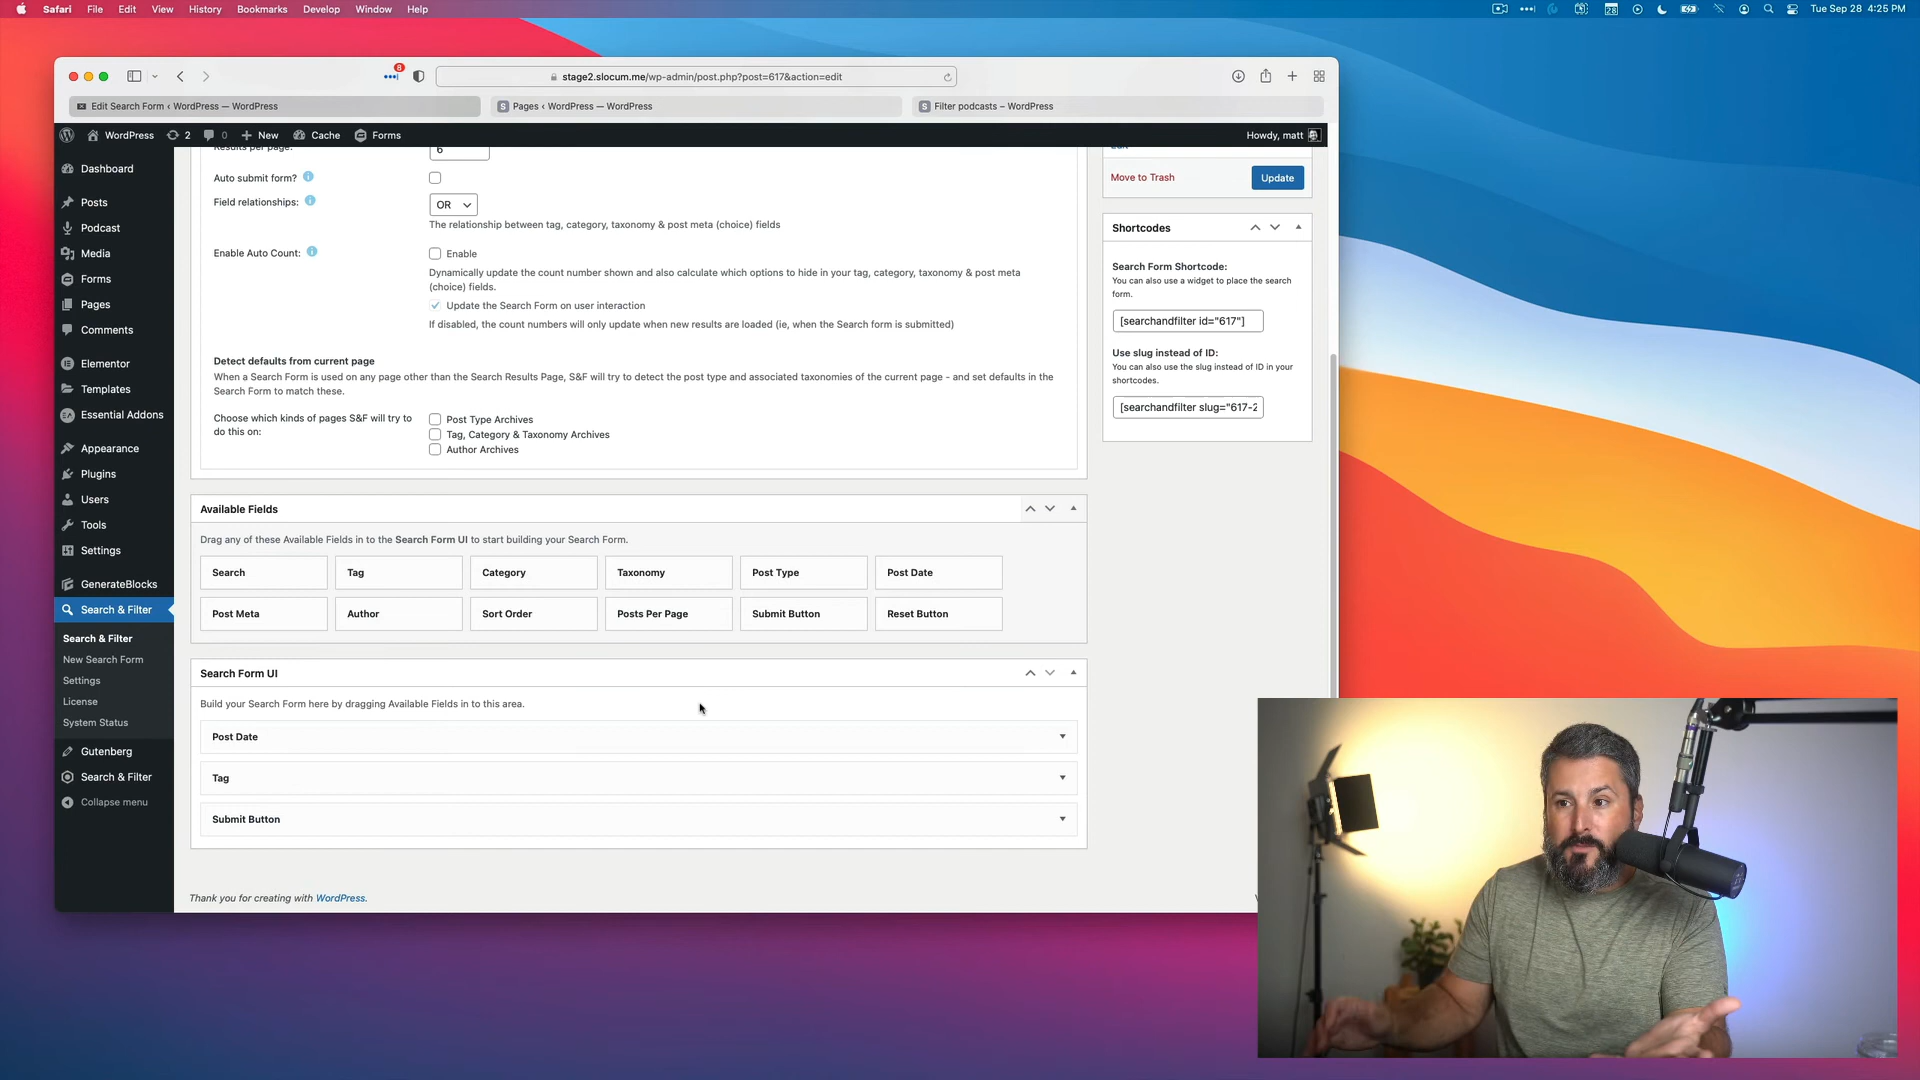 Safari File Edit View History Bookmarks Develop Window Help
28
Tue Sep 28 4:25 PM
8
stage2.slocum.me/wp-admin/post.php?post=617&action=edit
Edit Search Form ‹ WordPress — WordPress
S Pages ‹ WordPress — WordPress
S Filter podcasts – WordPress
WordPress 2 0 New Cache Forms
Howdy, matt
Dashboard
Posts
Podcast
Media
Forms
Pages
Comments
Elementor
Templates
Essential Addons
Appearance
Plugins
Users
Tools
Settings
GenerateBlocks
Search & Filter
Search & Filter
New Search Form
Settings
License
System Status
Gutenberg
Search & Filter
Collapse menu
Results per page:
6
Auto submit form?
Field relationships:
OR
The relationship between tag, category, taxonomy & post meta (choice) fields
Enable Auto Count:
Enable
Dynamically update the count number shown and also calculate which options to hide in your tag, category, taxonomy & post meta
(choice) fields.
Update the Search Form on user interaction
If disabled, the count numbers will only update when new results are loaded (ie, when the Search form is submitted)
Detect defaults from current page
When a Search Form is used on any page other than the Search Results Page, S&F will try to detect the post type and associated taxonomies of the current page - and set defaults in the
Search Form to match these.
Choose which kinds of pages S&F will try to
do this on:
Post Type Archives
Tag, Category & Taxonomy Archives
Author Archives
Available Fields
Drag any of these Available Fields in to the Search Form UI to start building your Search Form.
Search Tag Category Taxonomy Post Type Post Date
Post Meta Author Sort Order Posts Per Page Submit Button Reset Button
Search Form UI
Build your Search Form here by dragging Available Fields in to this area.
Post Date
Tag
Submit Button
Thank you for creating with WordPress.
Move to Trash
Update
Shortcodes
Search Form Shortcode:
You can also use a widget to place the search
form.
[searchandfilter id="617"]
Use slug instead of ID:
You can also use the slug instead of ID in your
shortcodes.
[searchandfilter slug="617-2